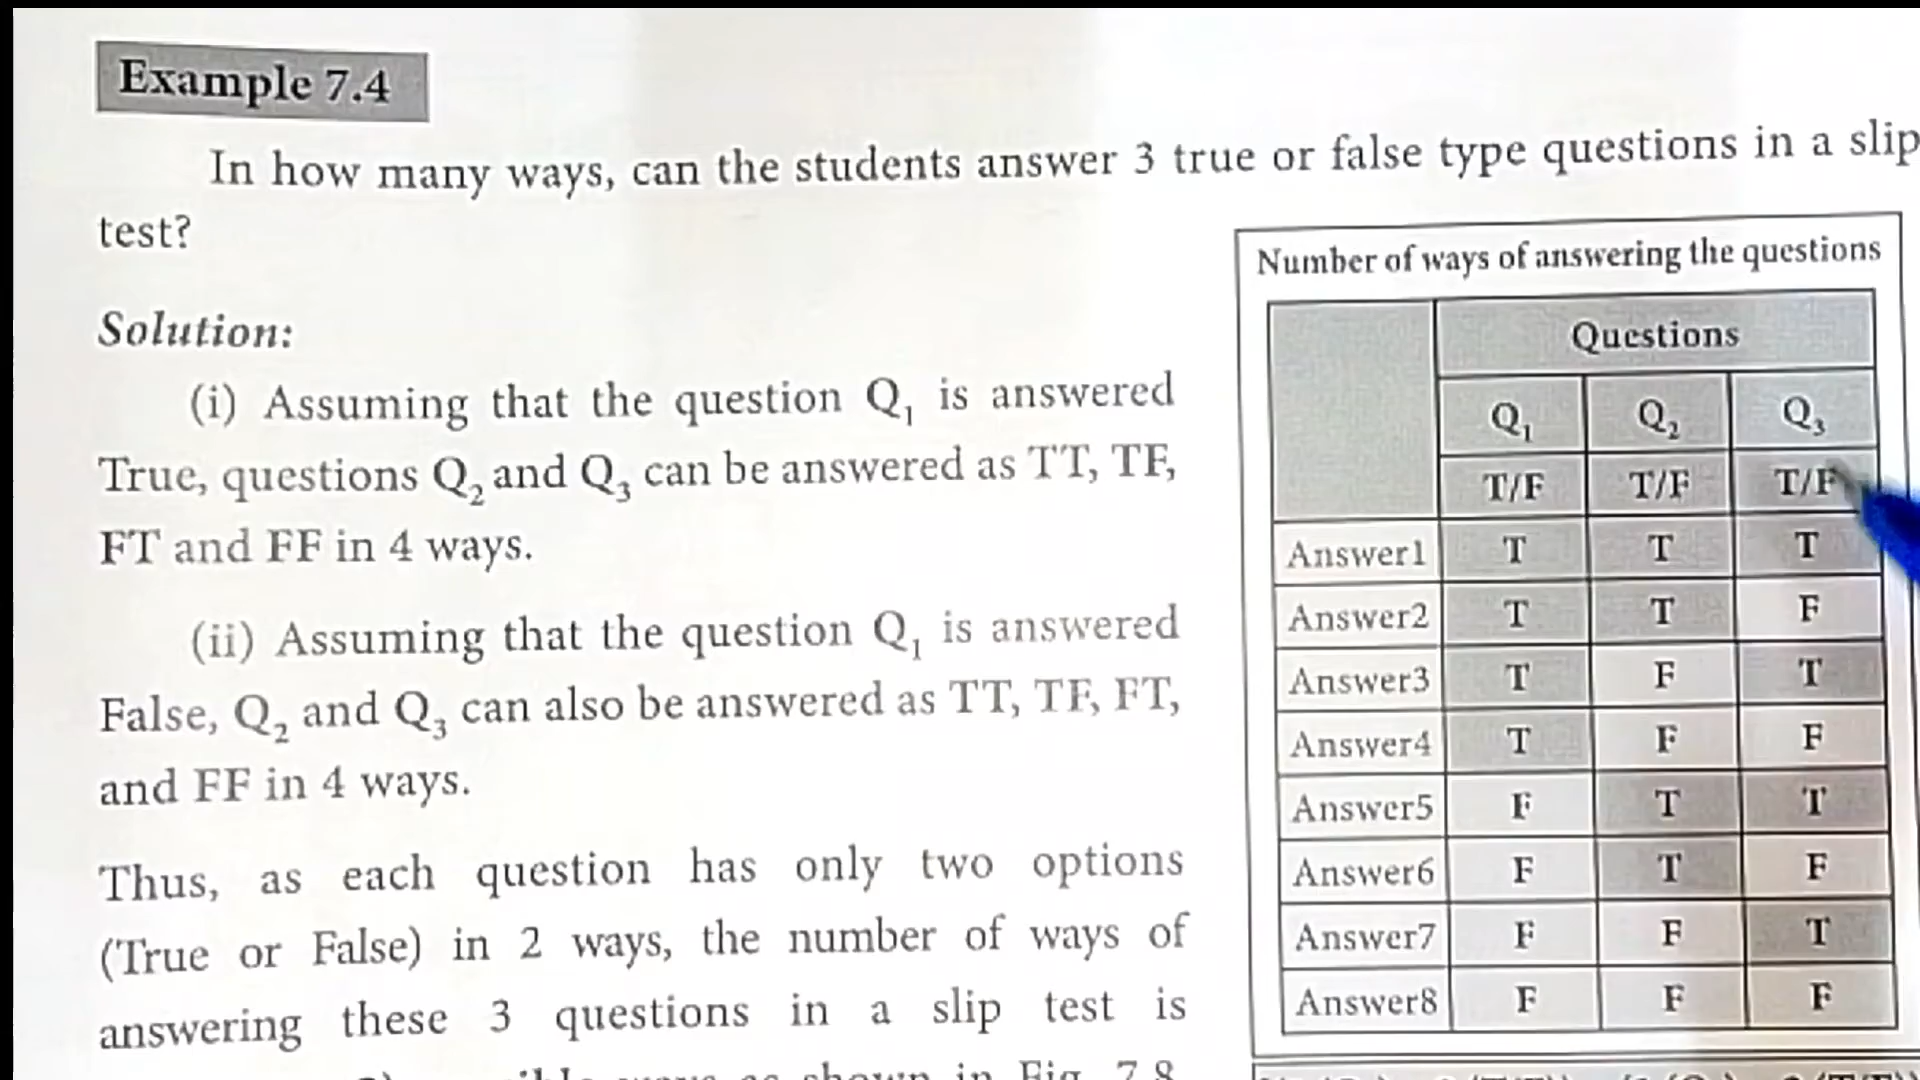 Example 7.4
In how many ways, can the students answer 3 true or false type questions in a slip
test?
Solution:
(i) Assuming that the question Q₁ is answered
True, questions Q₂ and Q₃ can be answered as TT, TF,
FT and FF in 4 ways.
(ii) Assuming that the question Q₁ is answered
False, Q₂ and Q₃ can also be answered as TT, TF, FT,
and FF in 4 ways.
Thus, as each question has only two options
(True or False) in 2 ways, the number of ways of
answering these 3 questions in a slip test is
as shown in Fig. 7.8
Number of ways of answering the questions
Questions
Q₁ Q₂ Q₃
T/F T/F T/F
Answer1 T T T
Answer2 T T F
Answer3 T F T
Answer4 T F F
Answer5 F T T
Answer6 F T F
Answer7 F F T
Answer8 F F F